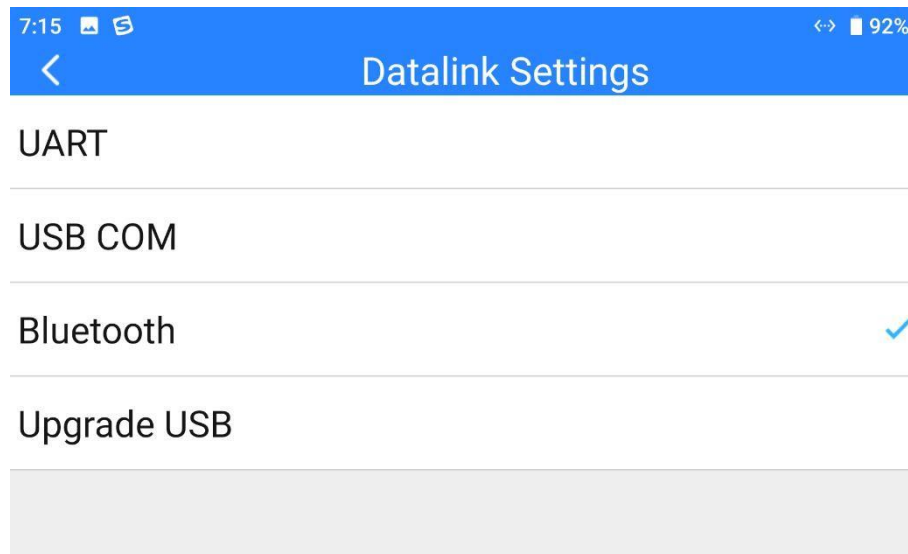 7:15 92%
Datalink Settings
UART
USB COM
Bluetooth
Upgrade USB